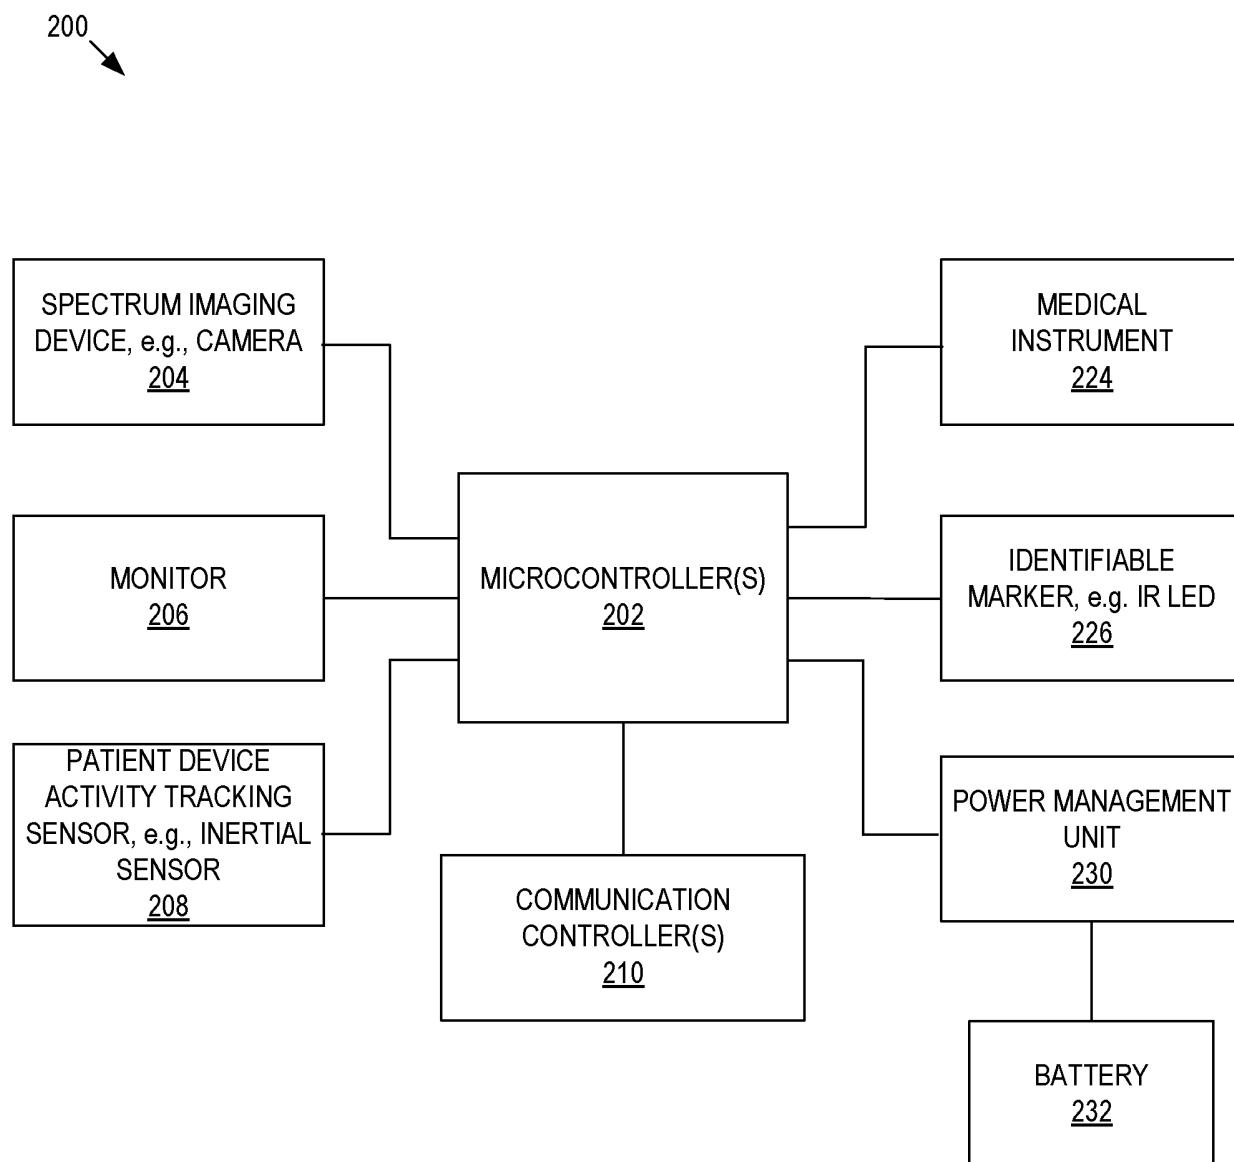 200
SPECTRUM IMAGING
DEVICE, e.g., CAMERA
204
MEDICAL
INSTRUMENT
224
MONITOR
206
MICROCONTROLLER(S)
202
IDENTIFIABLE
MARKER, e.g. IR LED
226
PATIENT DEVICE
ACTIVITY TRACKING
SENSOR, e.g., INERTIAL
SENSOR
208
COMMUNICATION
CONTROLLER(S)
210
POWER MANAGEMENT
UNIT
230
BATTERY
232